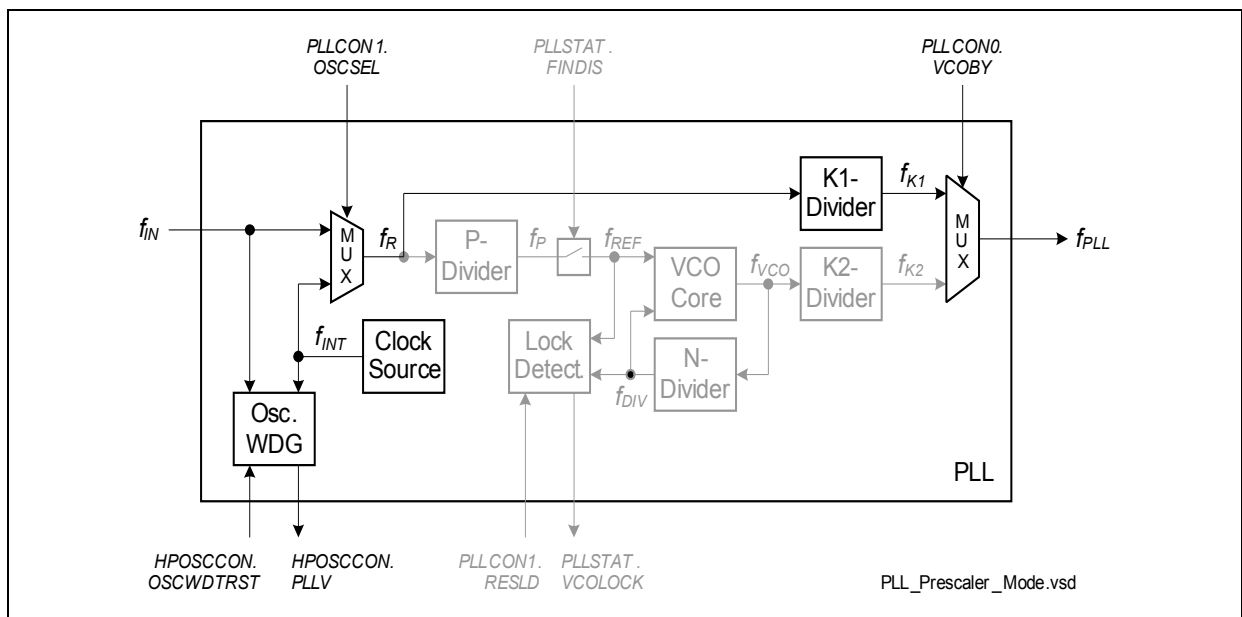 PLLCON1.
OSCSEL
PLLSTAT.
FINDIS
PLLCON0.
VCOBY
K1-
Divider
fK1
MUX
fIN
MUX
fR
P-
Divider
fP
fREF
VCO
Core
fVCO
K2-
Divider
fK2
fPLL
fINT
Clock
Source
Lock
Detect.
fDIV
N-
Divider
Osc.
WDG
PLL
HPOSCCON.
OSCWDTRST
HPOSCCON.
PLLV
PLLCON1.
RESLD
PLLSTAT.
VCOLOCK
PLL_Prescaler_Mode.vsd